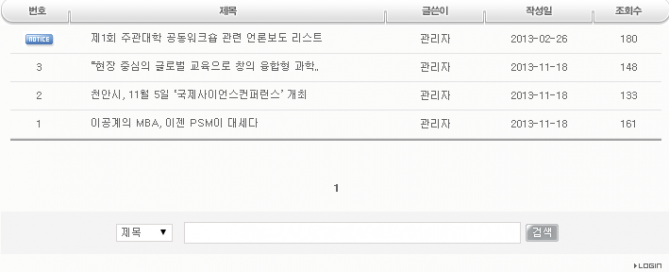 번호 제목 글쓴이 작성일 조회수
NOTICE 제1회 주관대학 공동워크숍 관련 언론보도 리스트 관리자 2013-02-26 180
3 "현장 중심의 글로벌 교육으로 창의 융합형 과학.. 관리자 2013-11-18 148
2 천안시, 11월 5일 '국제사이언스컨퍼런스' 개최 관리자 2013-11-18 133
1 이공계의 MBA, 이젠 PSM이 대세다 관리자 2013-11-18 161
1
제목 ▼ 검색
LOGIN